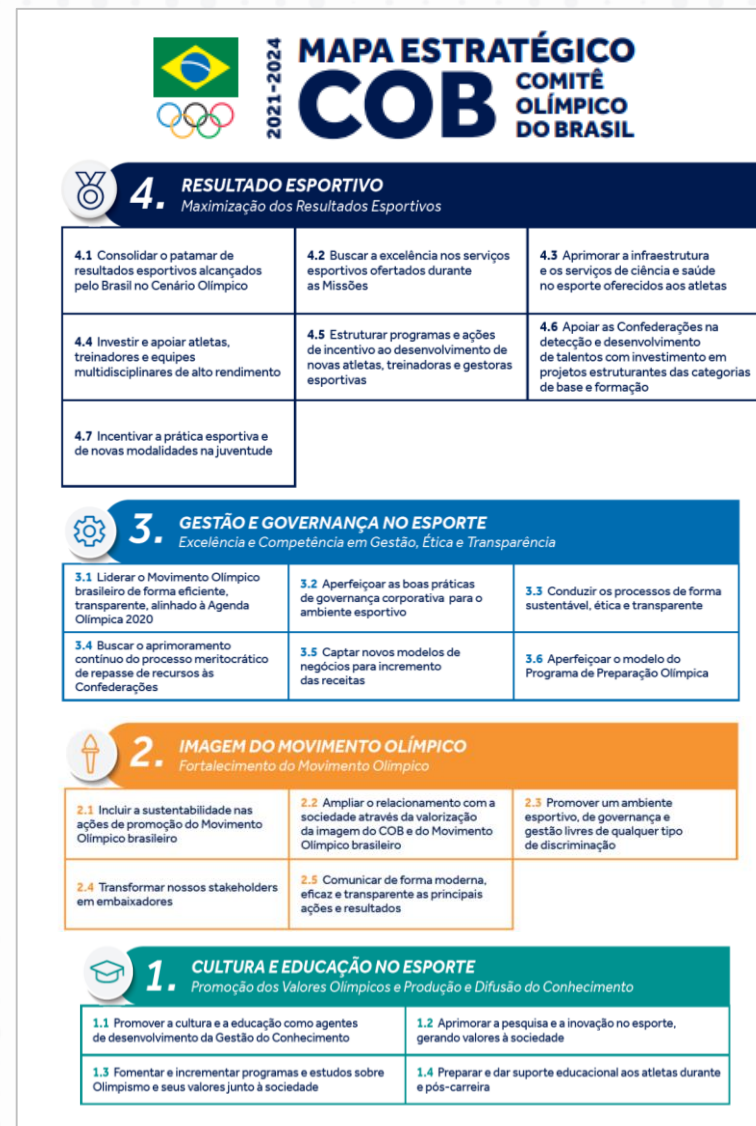 2021-2024
MAPA ESTRATÉGICO
COB
COMITÊ
OLÍMPICO
DO BRASIL
4. RESULTADO ESPORTIVO
Maximização dos Resultados Esportivos
4.1 Consolidar o patamar de
resultados esportivos alcançados
pelo Brasil no Cenário Olímpico
4.2 Buscar a excelência nos serviços
esportivos ofertados durante
as Missões
4.3 Aprimorar a infraestrutura
e os serviços de ciência e saúde
no esporte oferecidos aos atletas
4.4 Investir e apoiar atletas,
treinadores e equipes
multidisciplinares de alto rendimento
4.5 Estruturar programas e ações
de incentivo ao desenvolvimento de
novas atletas, treinadoras e gestoras
esportivas
4.6 Apoiar as Confederações na
detecção e desenvolvimento
de talentos com investimento em
projetos estruturantes das categorias
de base e formação
4.7 Incentivar a prática esportiva e
de novas modalidades na juventude
3. GESTÃO E GOVERNANÇA NO ESPORTE
Excelência e Competência em Gestão, Ética e Transparência
3.1 Liderar o Movimento Olímpico
brasileiro de forma eficiente,
transparente, alinhado à Agenda
Olímpica 2020
3.2 Aperfeiçoar as boas práticas
de governança corporativa para o
ambiente esportivo
3.3 Conduzir os processos de forma
sustentável, ética e transparente
3.4 Buscar o aprimoramento
contínuo do processo meritocrático
de repasse de recursos às
Confederações
3.5 Captar novos modelos de
negócios para incremento
das receitas
3.6 Aperfeiçoar o modelo do
Programa de Preparação Olímpica
2. IMAGEM DO MOVIMENTO OLÍMPICO
Fortalecimento do Movimento Olímpico
2.1 Incluir a sustentabilidade nas
ações de promoção do Movimento
Olímpico brasileiro
2.2 Ampliar o relacionamento com a
sociedade através da valorização
da imagem do COB e do Movimento
Olímpico brasileiro
2.3 Promover um ambiente
esportivo, de governança e
gestão livres de qualquer tipo
de discriminação
2.4 Transformar nossos stakeholders
em embaixadores
2.5 Comunicar de forma moderna,
eficaz e transparente as principais
ações e resultados
1. CULTURA E EDUCAÇÃO NO ESPORTE
Promoção dos Valores Olímpicos e Produção e Difusão do Conhecimento
1.1 Promover a cultura e a educação como agentes
de desenvolvimento da Gestão do Conhecimento
1.2 Aprimorar a pesquisa e a inovação no esporte,
gerando valores à sociedade
1.3 Fomentar e incrementar programas e estudos sobre
Olimpismo e seus valores junto à sociedade
1.4 Preparar e dar suporte educacional aos atletas durante
e pós-carreira